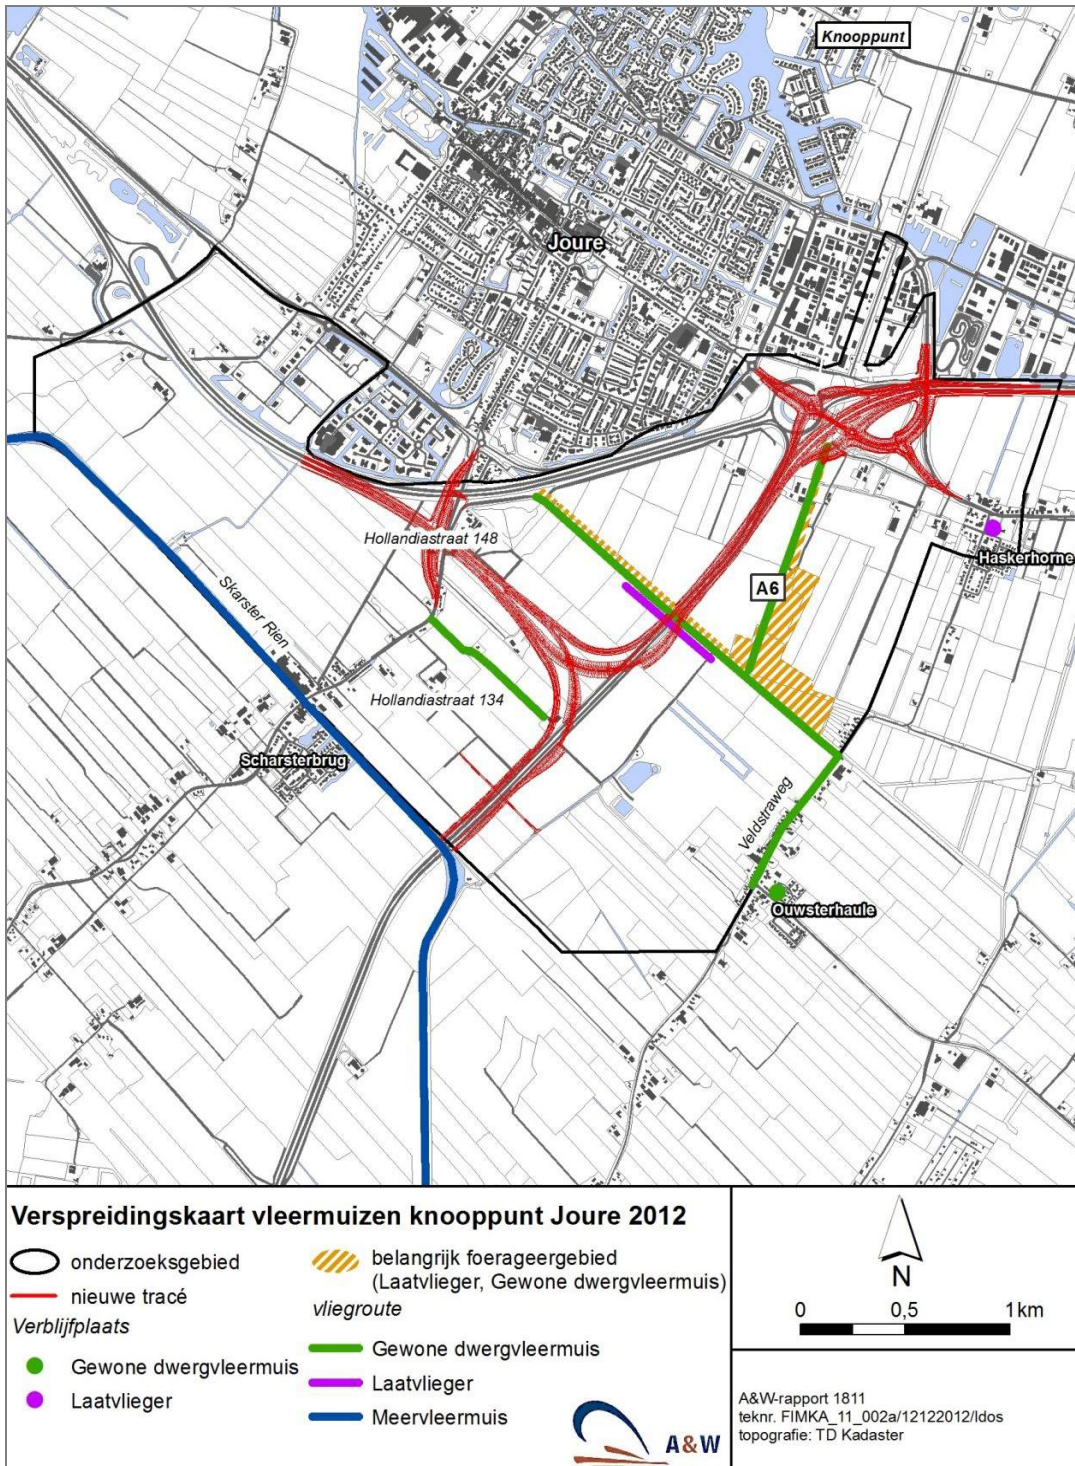 Knooppunt
Joure
Hollandiastraat 148
Haskerhorne
A6
Skarster Rien
Hollandiastraat 134
Scharsterbrug
Veldstraweg
Ouwsterhaule
Verspreidingskaart vleermuizen knooppunt Joure 2012
onderzoeksgebied
nieuwe tracé
Verblijfplaats
Gewone dwergvleermuis
Laatvlieger
belangrijk foerageergebied
(Laatvlieger, Gewone dwergvleermuis)
vliegroute
Gewone dwergvleermuis
Laatvlieger
Meervleermuis
A&W
N
0 0,5 1km
A&W-rapport 1811
teknr. FIMKA_11_002a/12122012/ldos
topografie: TD Kadaster